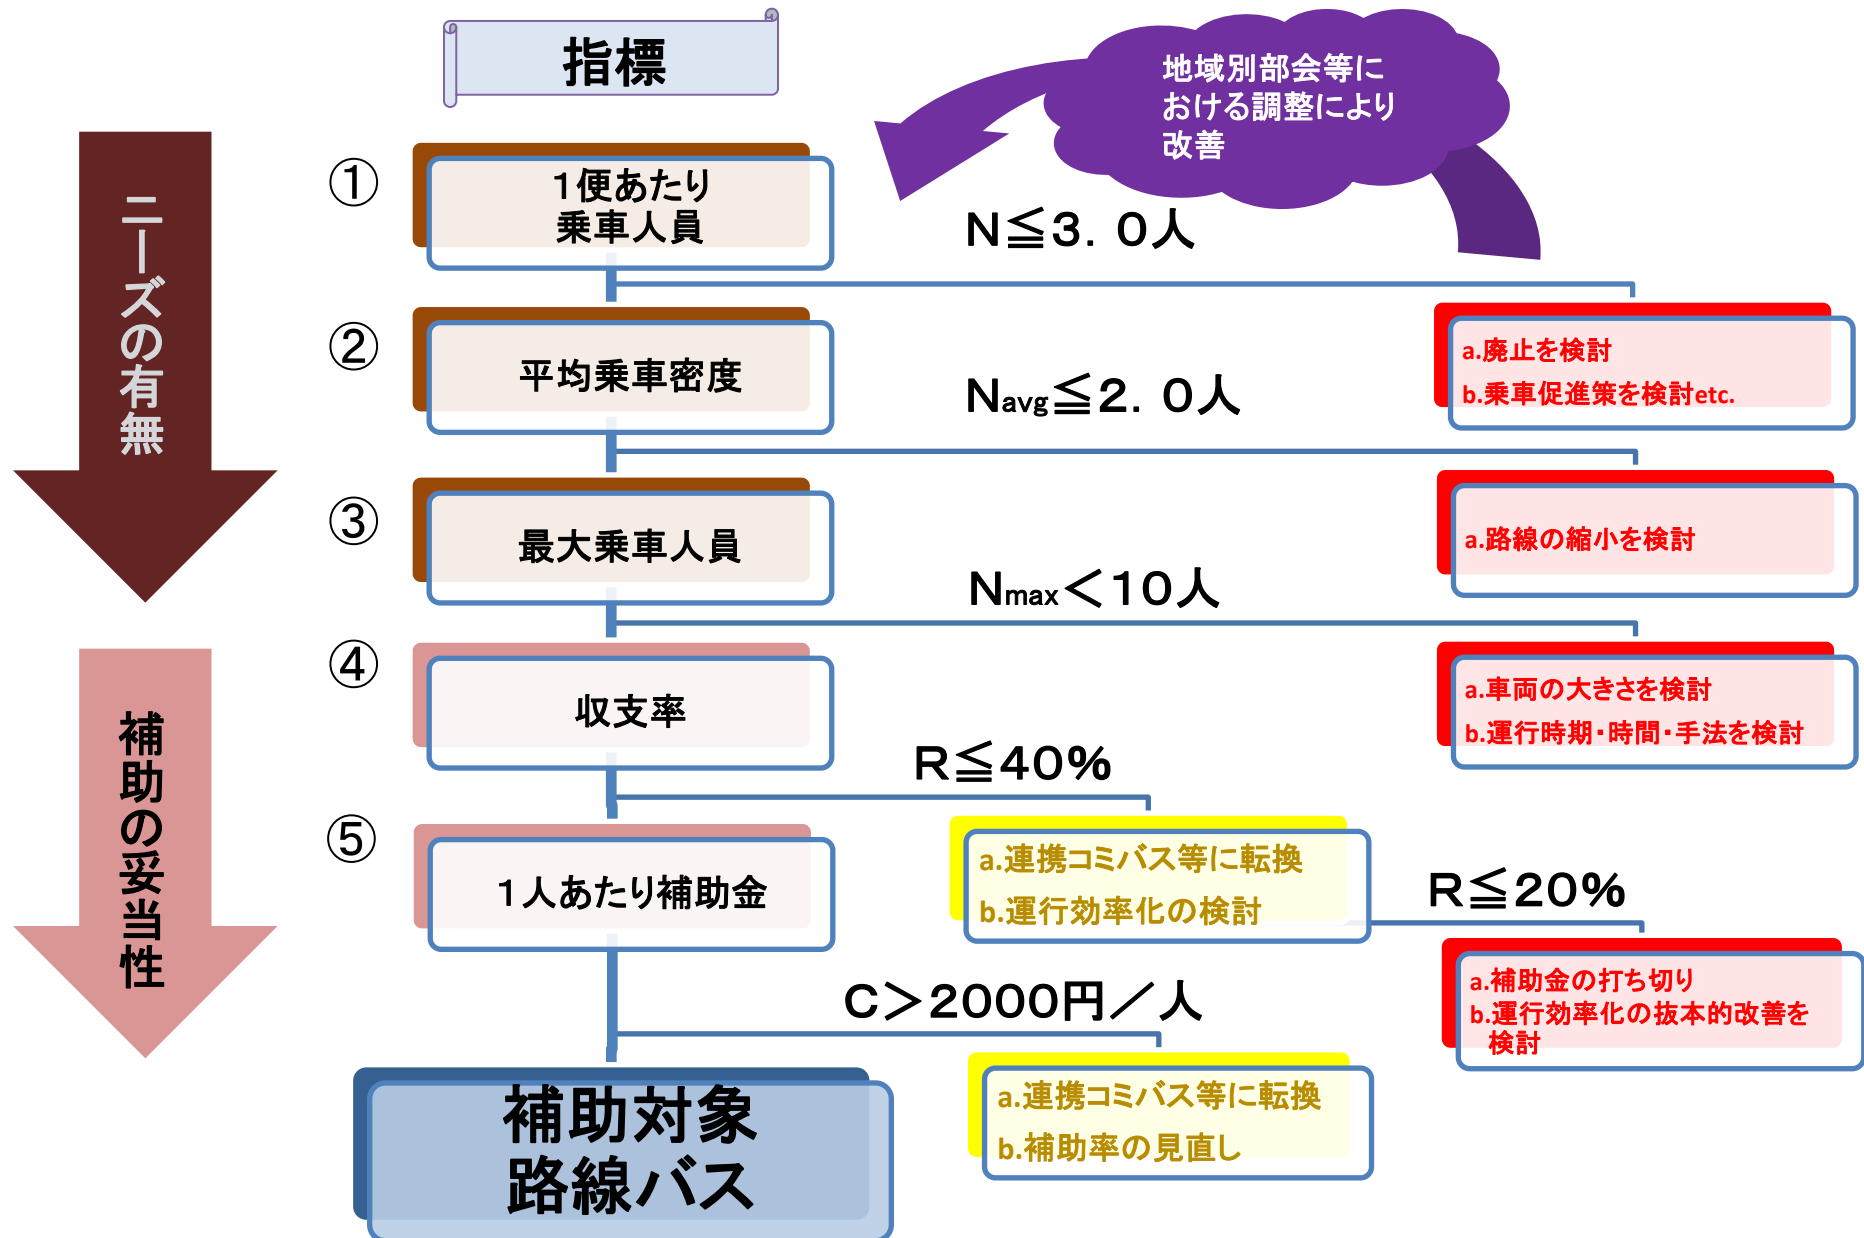 指標
地域別部会等に
おける調整により
改善
ニーズの有無
①
１便あたり
乗車人員
N≦３．０人
a.廃止を検討
b.乗車促進策を検討etc.
②
平均乗車密度
Navg≦２．０人
a.路線の縮小を検討
③
最大乗車人員
Nmax＜１０人
a.車両の大きさを検討
b.運行時期・時間・手法を検討
補助の妥当性
④
収支率
R≦４０％
a.連携コミバス等に転換
b.運行効率化の検討
R≦２０％
a.補助金の打ち切り
b.運行効率化の抜本的改善を
検討
⑤
１人あたり補助金
C＞２０００円／人
a.連携コミバス等に転換
b.補助率の見直し
補助対象
路線バス